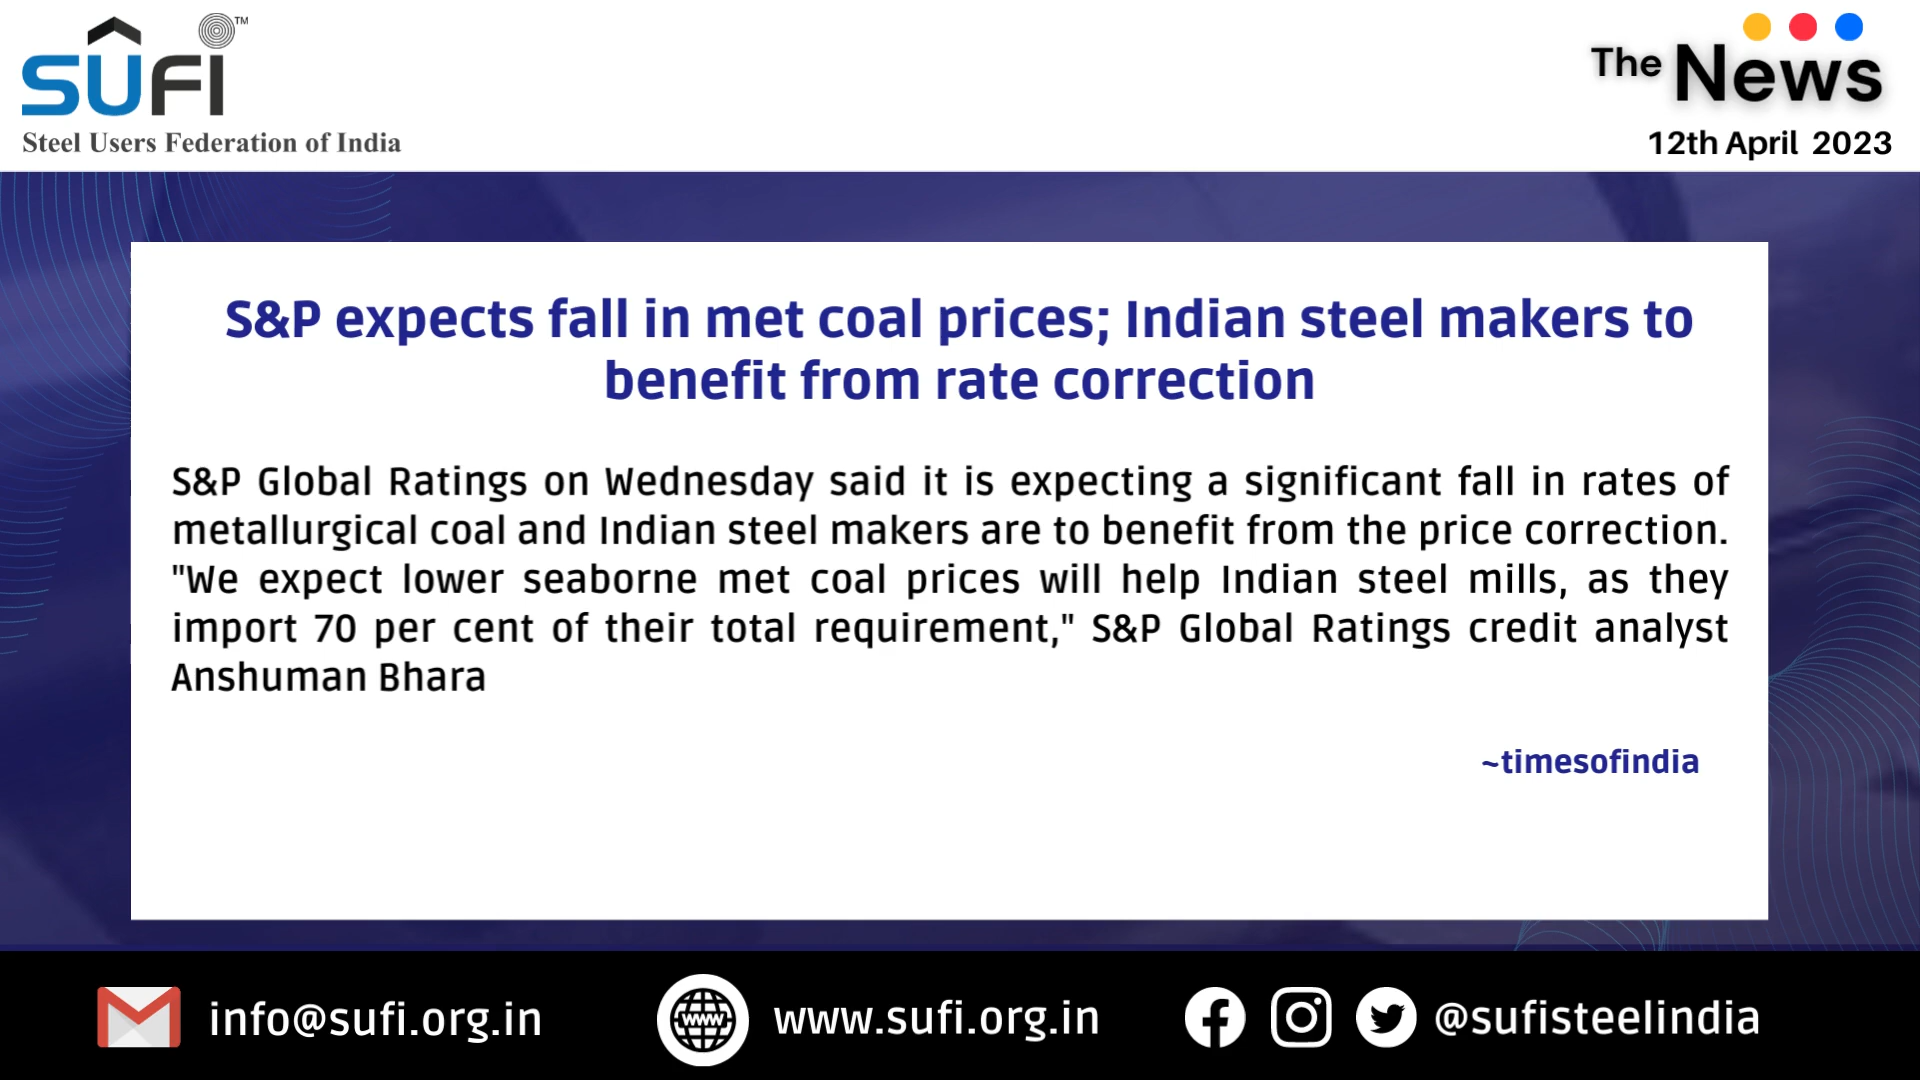 SUFI TM
Steel Users Federation of India
The News
12th April 2023
S&P expects fall in met coal prices; Indian steel makers to
benefit from rate correction
S&P Global Ratings on Wednesday said it is expecting a significant fall in rates of
metallurgical coal and Indian steel makers are to benefit from the price correction.
"We expect lower seaborne met coal prices will help Indian steel mills, as they
import 70 per cent of their total requirement," S&P Global Ratings credit analyst
Anshuman Bhara
~timesofindia
info@sufi.org.in
www
www.sufi.org.in
@sufisteelindia